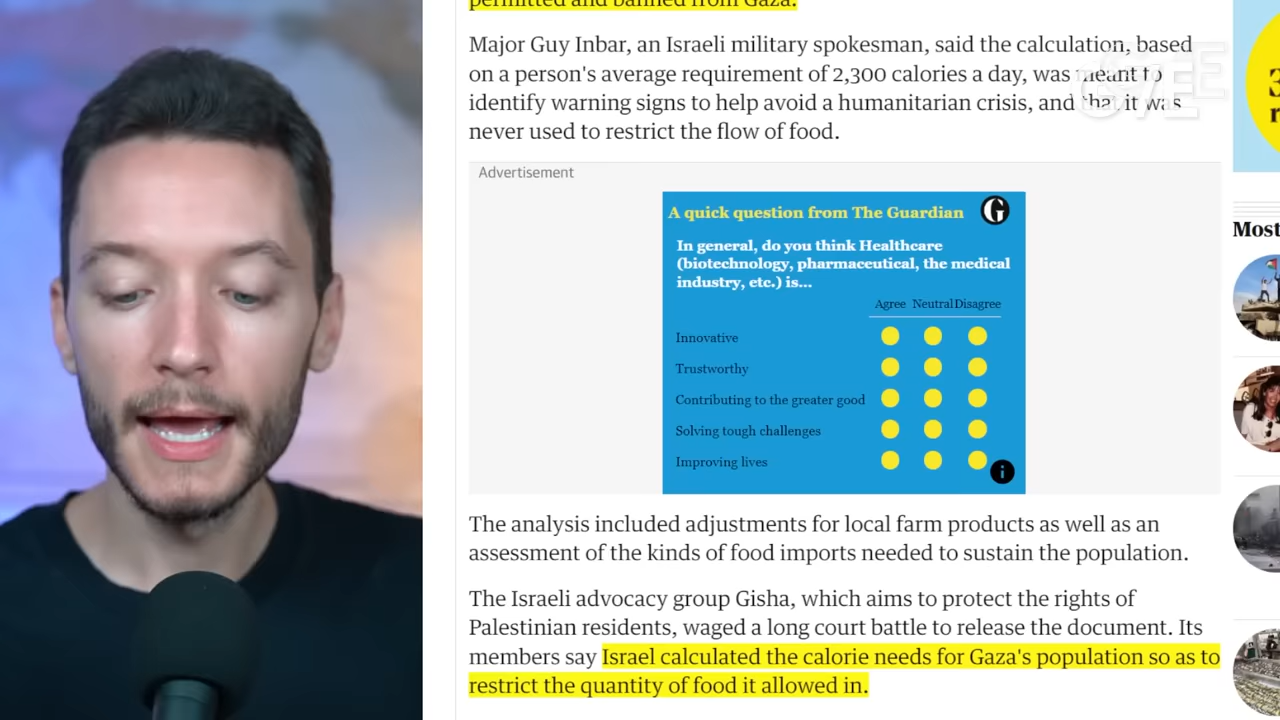 permitted and banned from Gaza.
Major Guy Inbar, an Israeli military spokesman, said the calculation, based
on a person's average requirement of 2,300 calories a day, was meant to
identify warning signs to help avoid a humanitarian crisis, and that it was
never used to restrict the flow of food.
Advertisement
A quick question from The Guardian
G
In general, do you think Healthcare
(biotechnology, pharmaceutical, the medical
industry, etc.) is...
Agree Neutral Disagree
Innovative
Trustworthy
Contributing to the greater good
Solving tough challenges
Improving lives
i
The analysis included adjustments for local farm products as well as an
assessment of the kinds of food imports needed to sustain the population.
The Israeli advocacy group Gisha, which aims to protect the rights of
Palestinian residents, waged a long court battle to release the document. Its
members say Israel calculated the calorie needs for Gaza's population so as to
restrict the quantity of food it allowed in.
Most